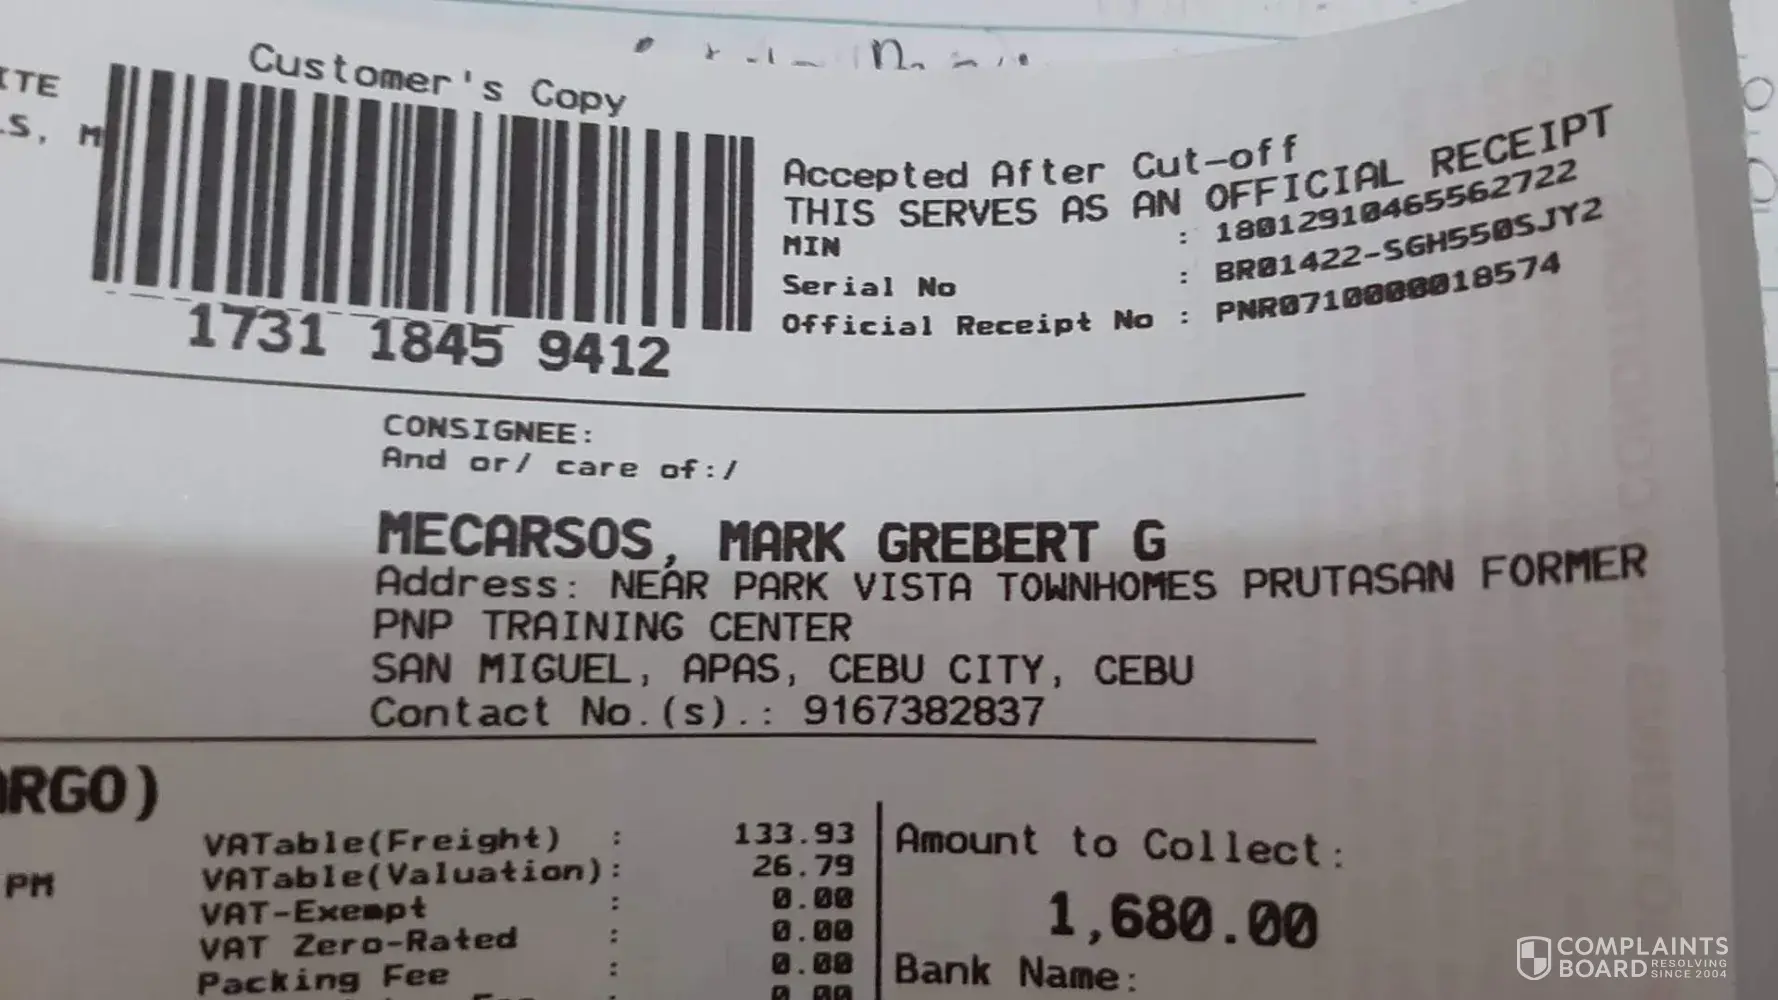 Customer's Copy
ITE
S, M
1731 1845 9412
Accepted After Cut-off
THIS SERVES AS AN OFFICIAL RECEIPT
MIN : 18012910465562722
Serial No : BR01422-SGH550SJY2
Official Receipt No : PNR0710000018574
CONSIGNEE:
And or/ care of:/
MECARSOS, MARK GREBERT G
Address: NEAR PARK VISTA TOWNHOMES PRUTASAN FORMER
PNP TRAINING CENTER
SAN MIGUEL, APAS, CEBU CITY, CEBU
Contact No.(s).: 9167382837
ARGO)
PM
VATable(Freight) : 133.93
VATable(Valuation): 26.79
VAT-Exempt : 0.00
VAT Zero-Rated : 0.00
Packing Fee : 0.00
0.00
Amount to Collect:
1,680.00
Bank Name:
COMPLAINTS
BOARD RESOLVING
SINCE 2004